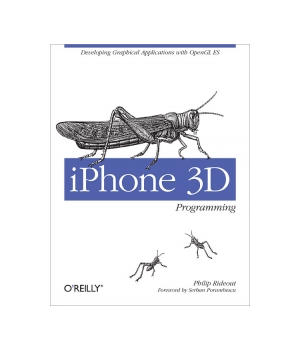 Developing Graphical Applications with OpenGL ES
iPhone 3D
Programming
O'REILLY®
Philip Rideout
Foreword by Serban Porumbescu